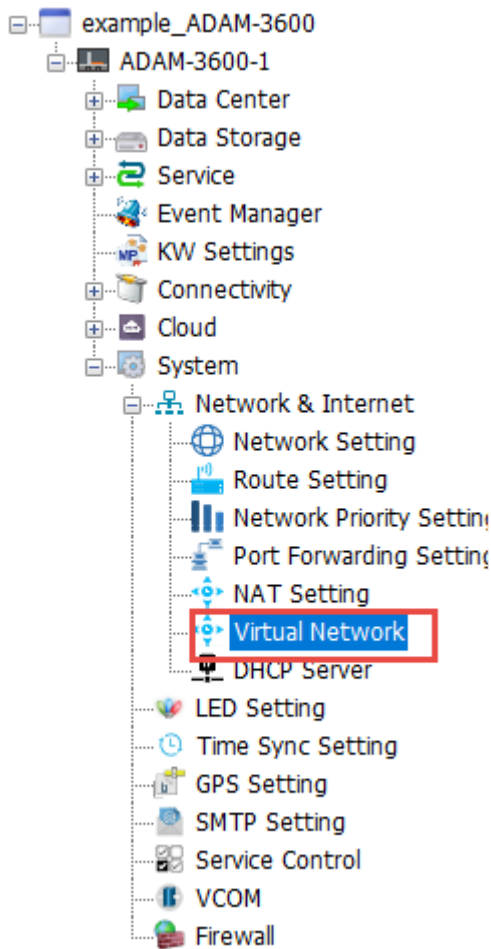 example_ADAM-3600
ADAM-3600-1
Data Center
Data Storage
Service
Event Manager
KW Settings
Connectivity
Cloud
System
Network & Internet
Network Setting
Route Setting
Network Priority Setting
Port Forwarding Setting
NAT Setting
Virtual Network
DHCP Server
LED Setting
Time Sync Setting
GPS Setting
SMTP Setting
Service Control
VCOM
Firewall